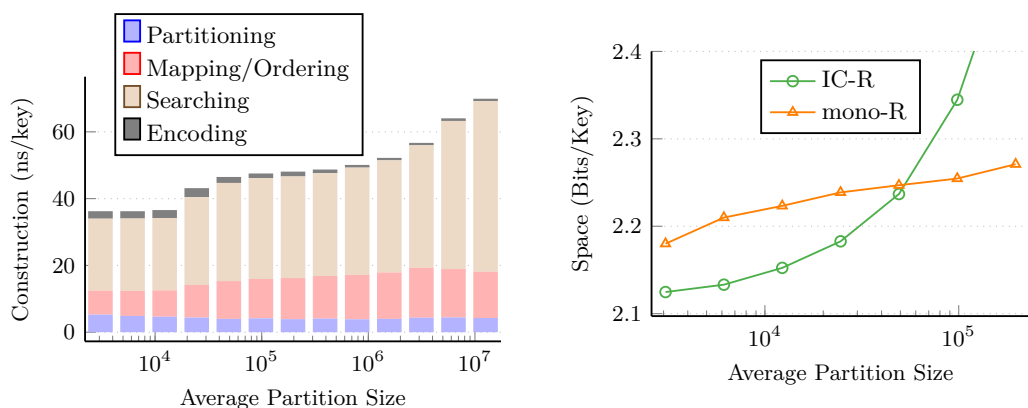 Partitioning
Mapping/Ordering
Searching
Encoding
Construction (ns/key)
60
40
20
0
10^4
10^5
10^6
10^7
Average Partition Size
2.4
2.3
2.2
2.1
Space (Bits/Key)
IC-R
mono-R
10^4
10^5
Average Partition Size